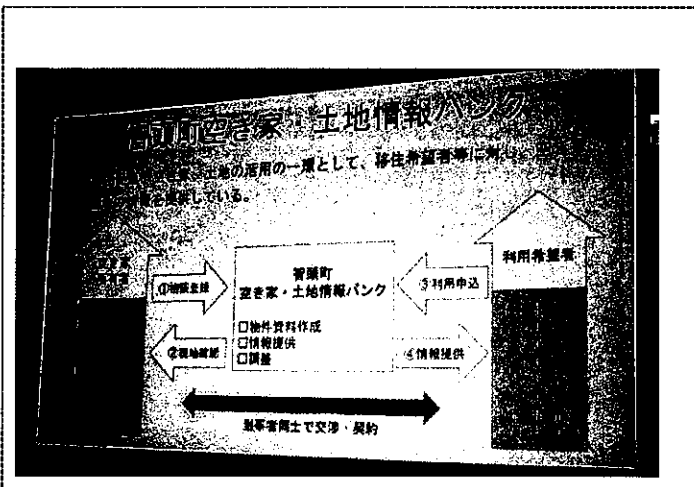 智頭町空き家・土地情報バンク
土地の活用の一環として、移住希望者等に対し、
を提供している。
利用希望者
①物件登録
智頭町
空き家・土地情報バンク
③利用申込
□物件資料作成
□情報提供
□調整
②現地確認
④情報提供
当事者同士で交渉・契約